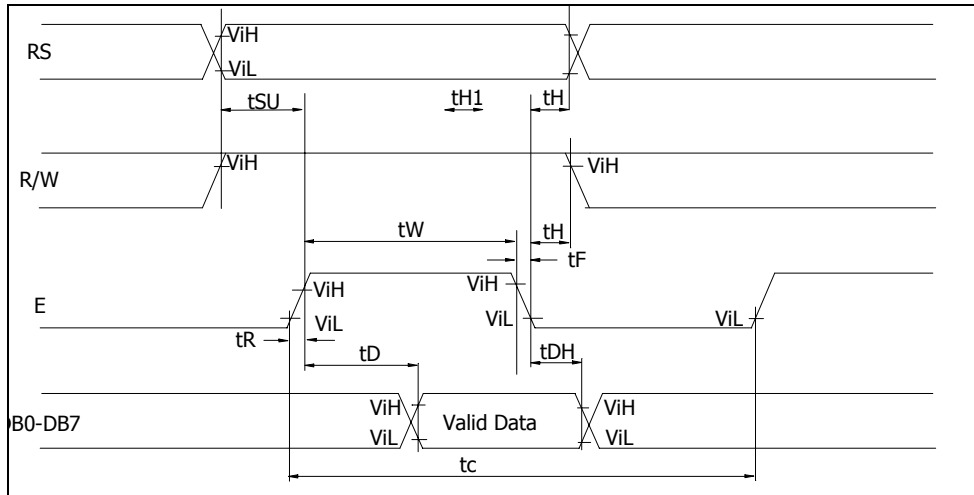 ViH
RS
ViL
tSU
tH1
tH
ViH
ViH
R/W
tW
tH
tF
ViH
ViH
E
ViL
ViL
ViL
tR
tD
tDH
ViH
ViH
DB0-DB7
Valid Data
ViL
ViL
tc